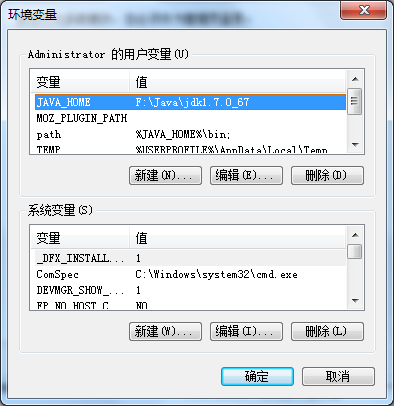 环境变量
Administrator 的用户变量(U)
变量 值
JAVA_HOME F:\Java\jdk1.7.0_67
MOZ_PLUGIN_PATH
path %JAVA_HOME%\bin;
TEMP %USERPROFILE%\AppData\Local\Temp
新建(N)... 编辑(E)... 删除(D)
系统变量(S)
变量 值
_DFX_INSTALL... 1
ComSpec C:\Windows\system32\cmd.exe
DEVMGR_SHOW_... 1
FP_NO_HOST_C... NO
新建(W)... 编辑(I)... 删除(L)
确定 取消